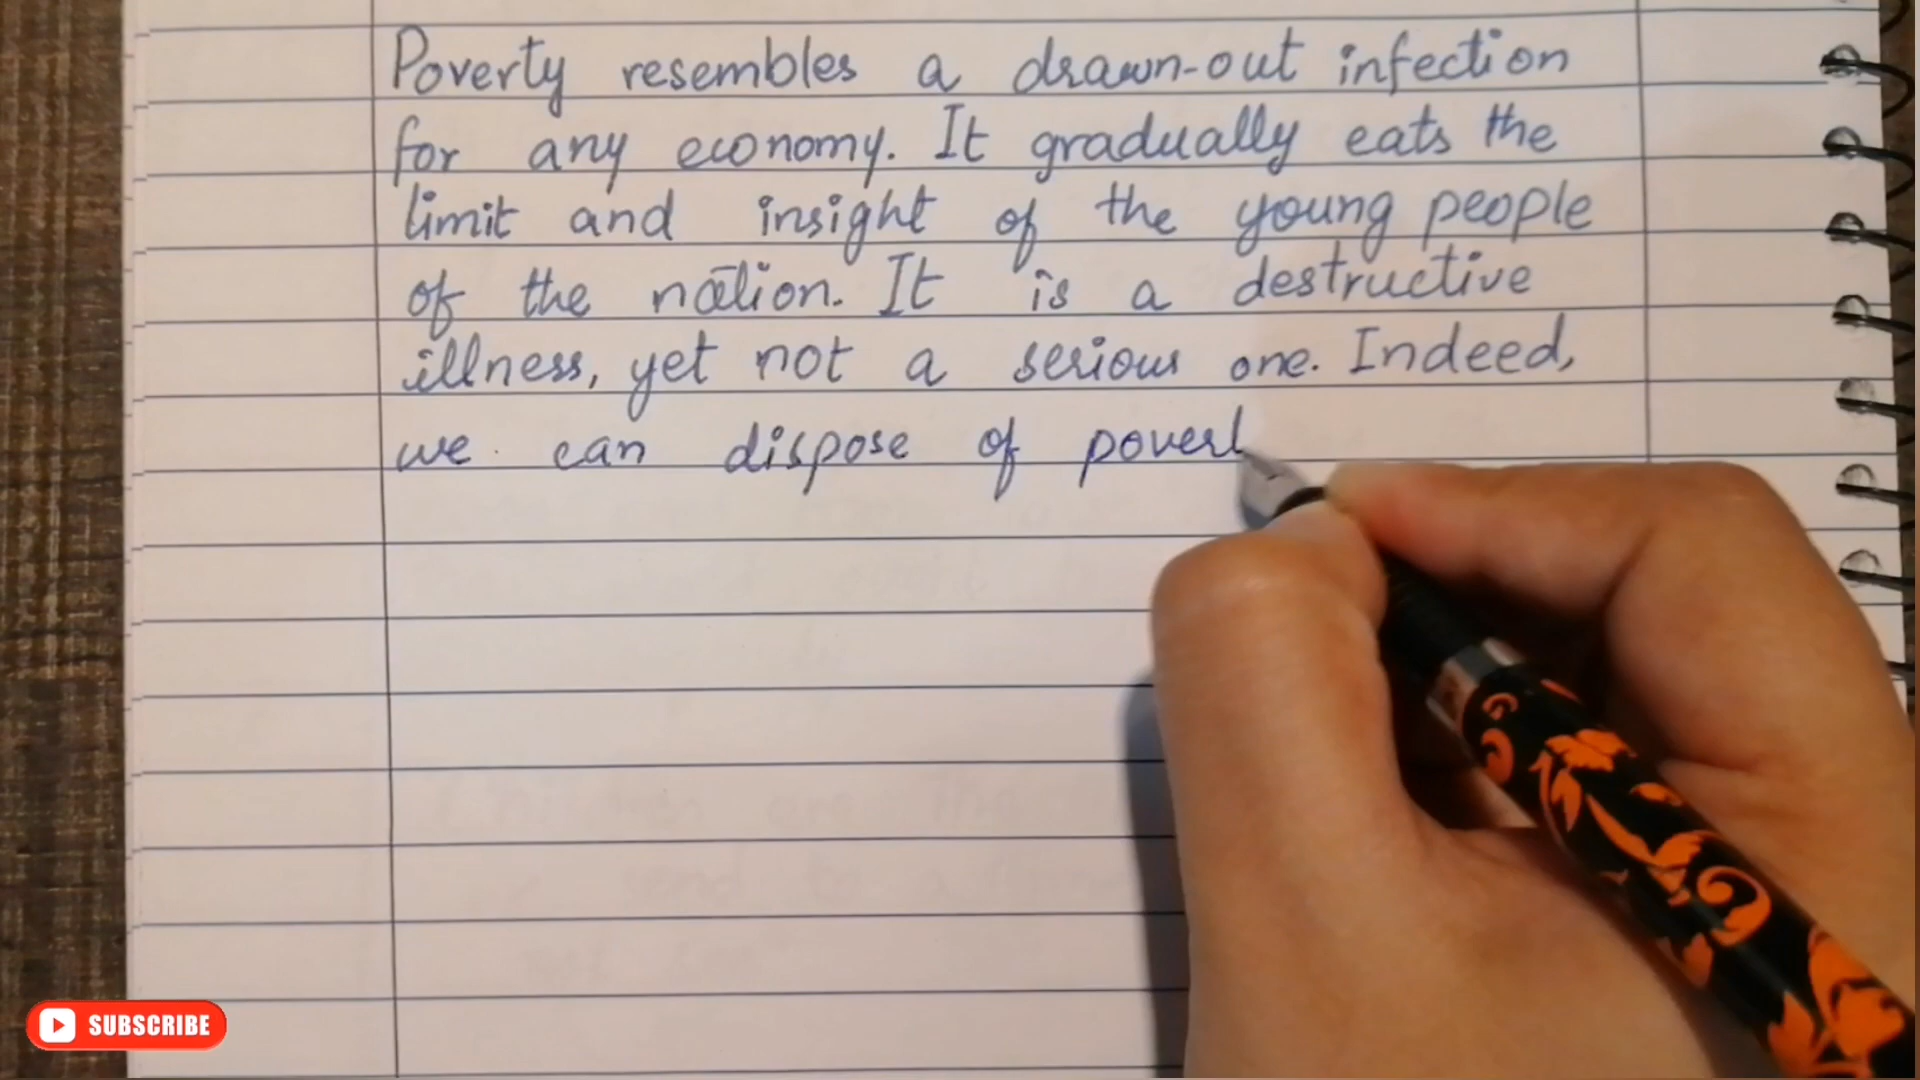 Poverty resembles a drawn-out infection
for any economy. It gradually eats the
limit and insight of the young people
of the nation. It is a destructive
illness, yet not a serious one. Indeed,
we can dispose of povert
SUBSCRIBE